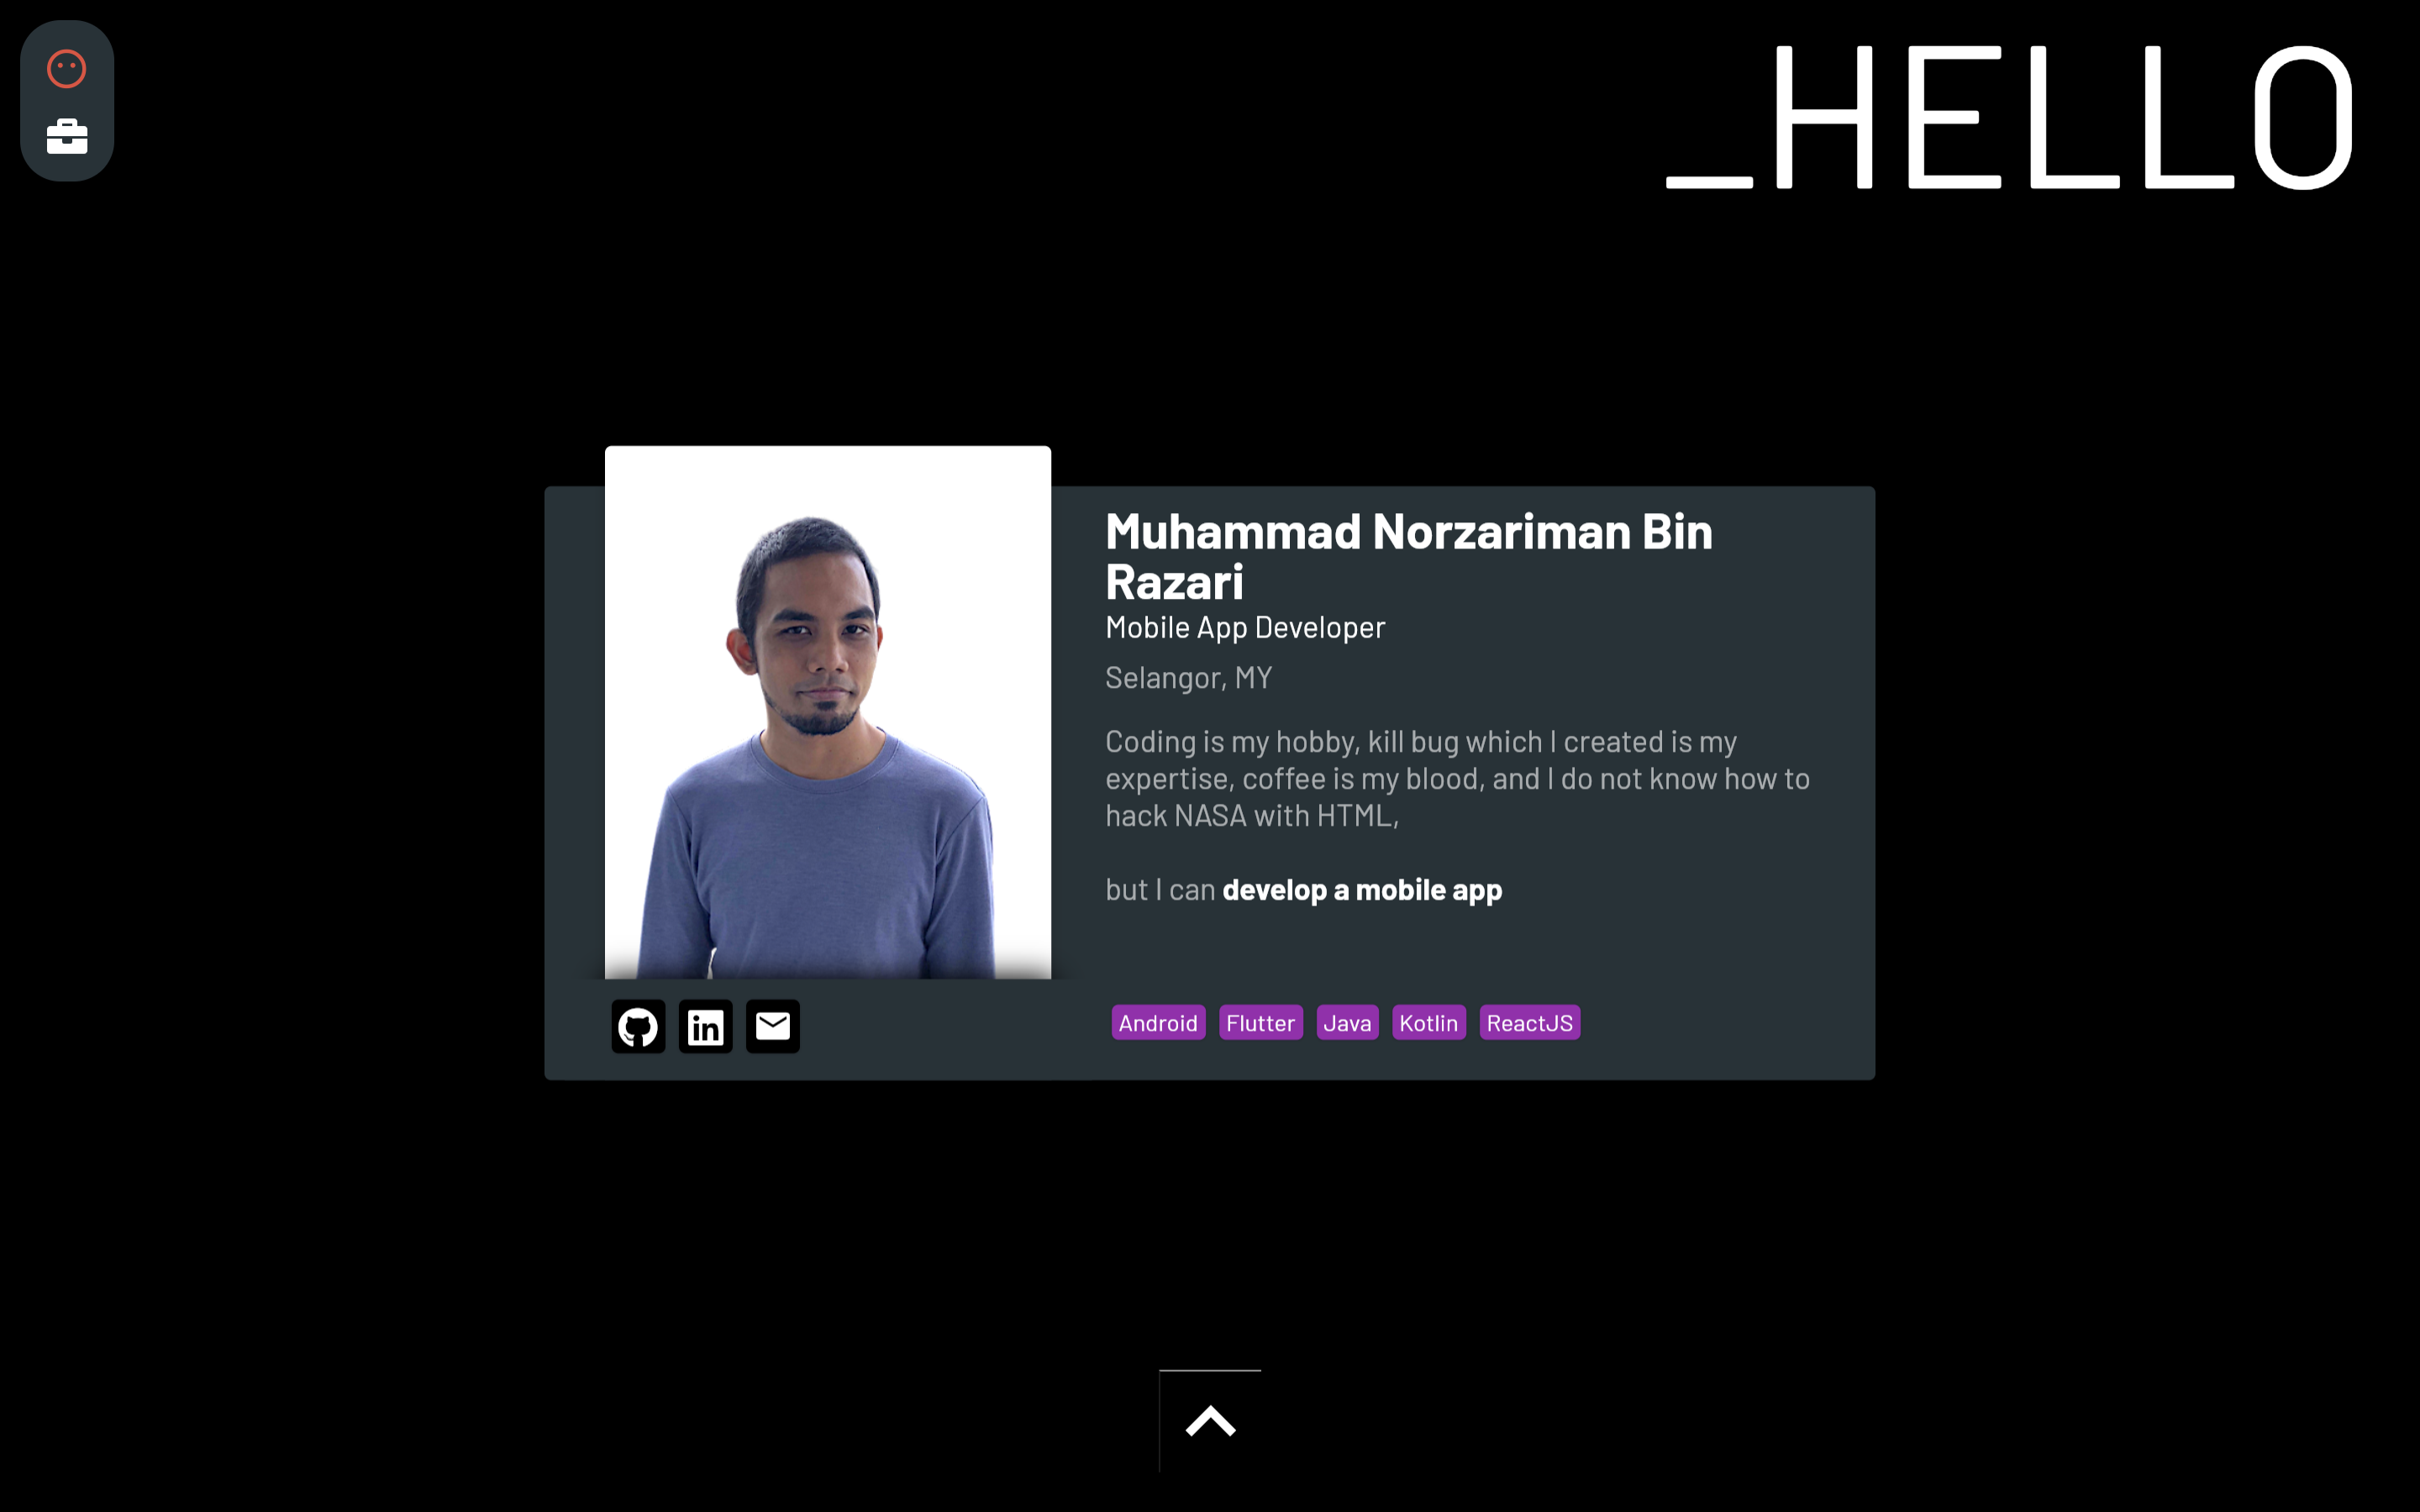 _HELLO
Muhammad Norzariman Bin
Razari
Mobile App Developer
Selangor, MY
Coding is my hobby, kill bug which I created is my
expertise, coffee is my blood, and I do not know how to
hack NASA with HTML,
but I can develop a mobile app
in
Android Flutter Java Kotlin ReactJS